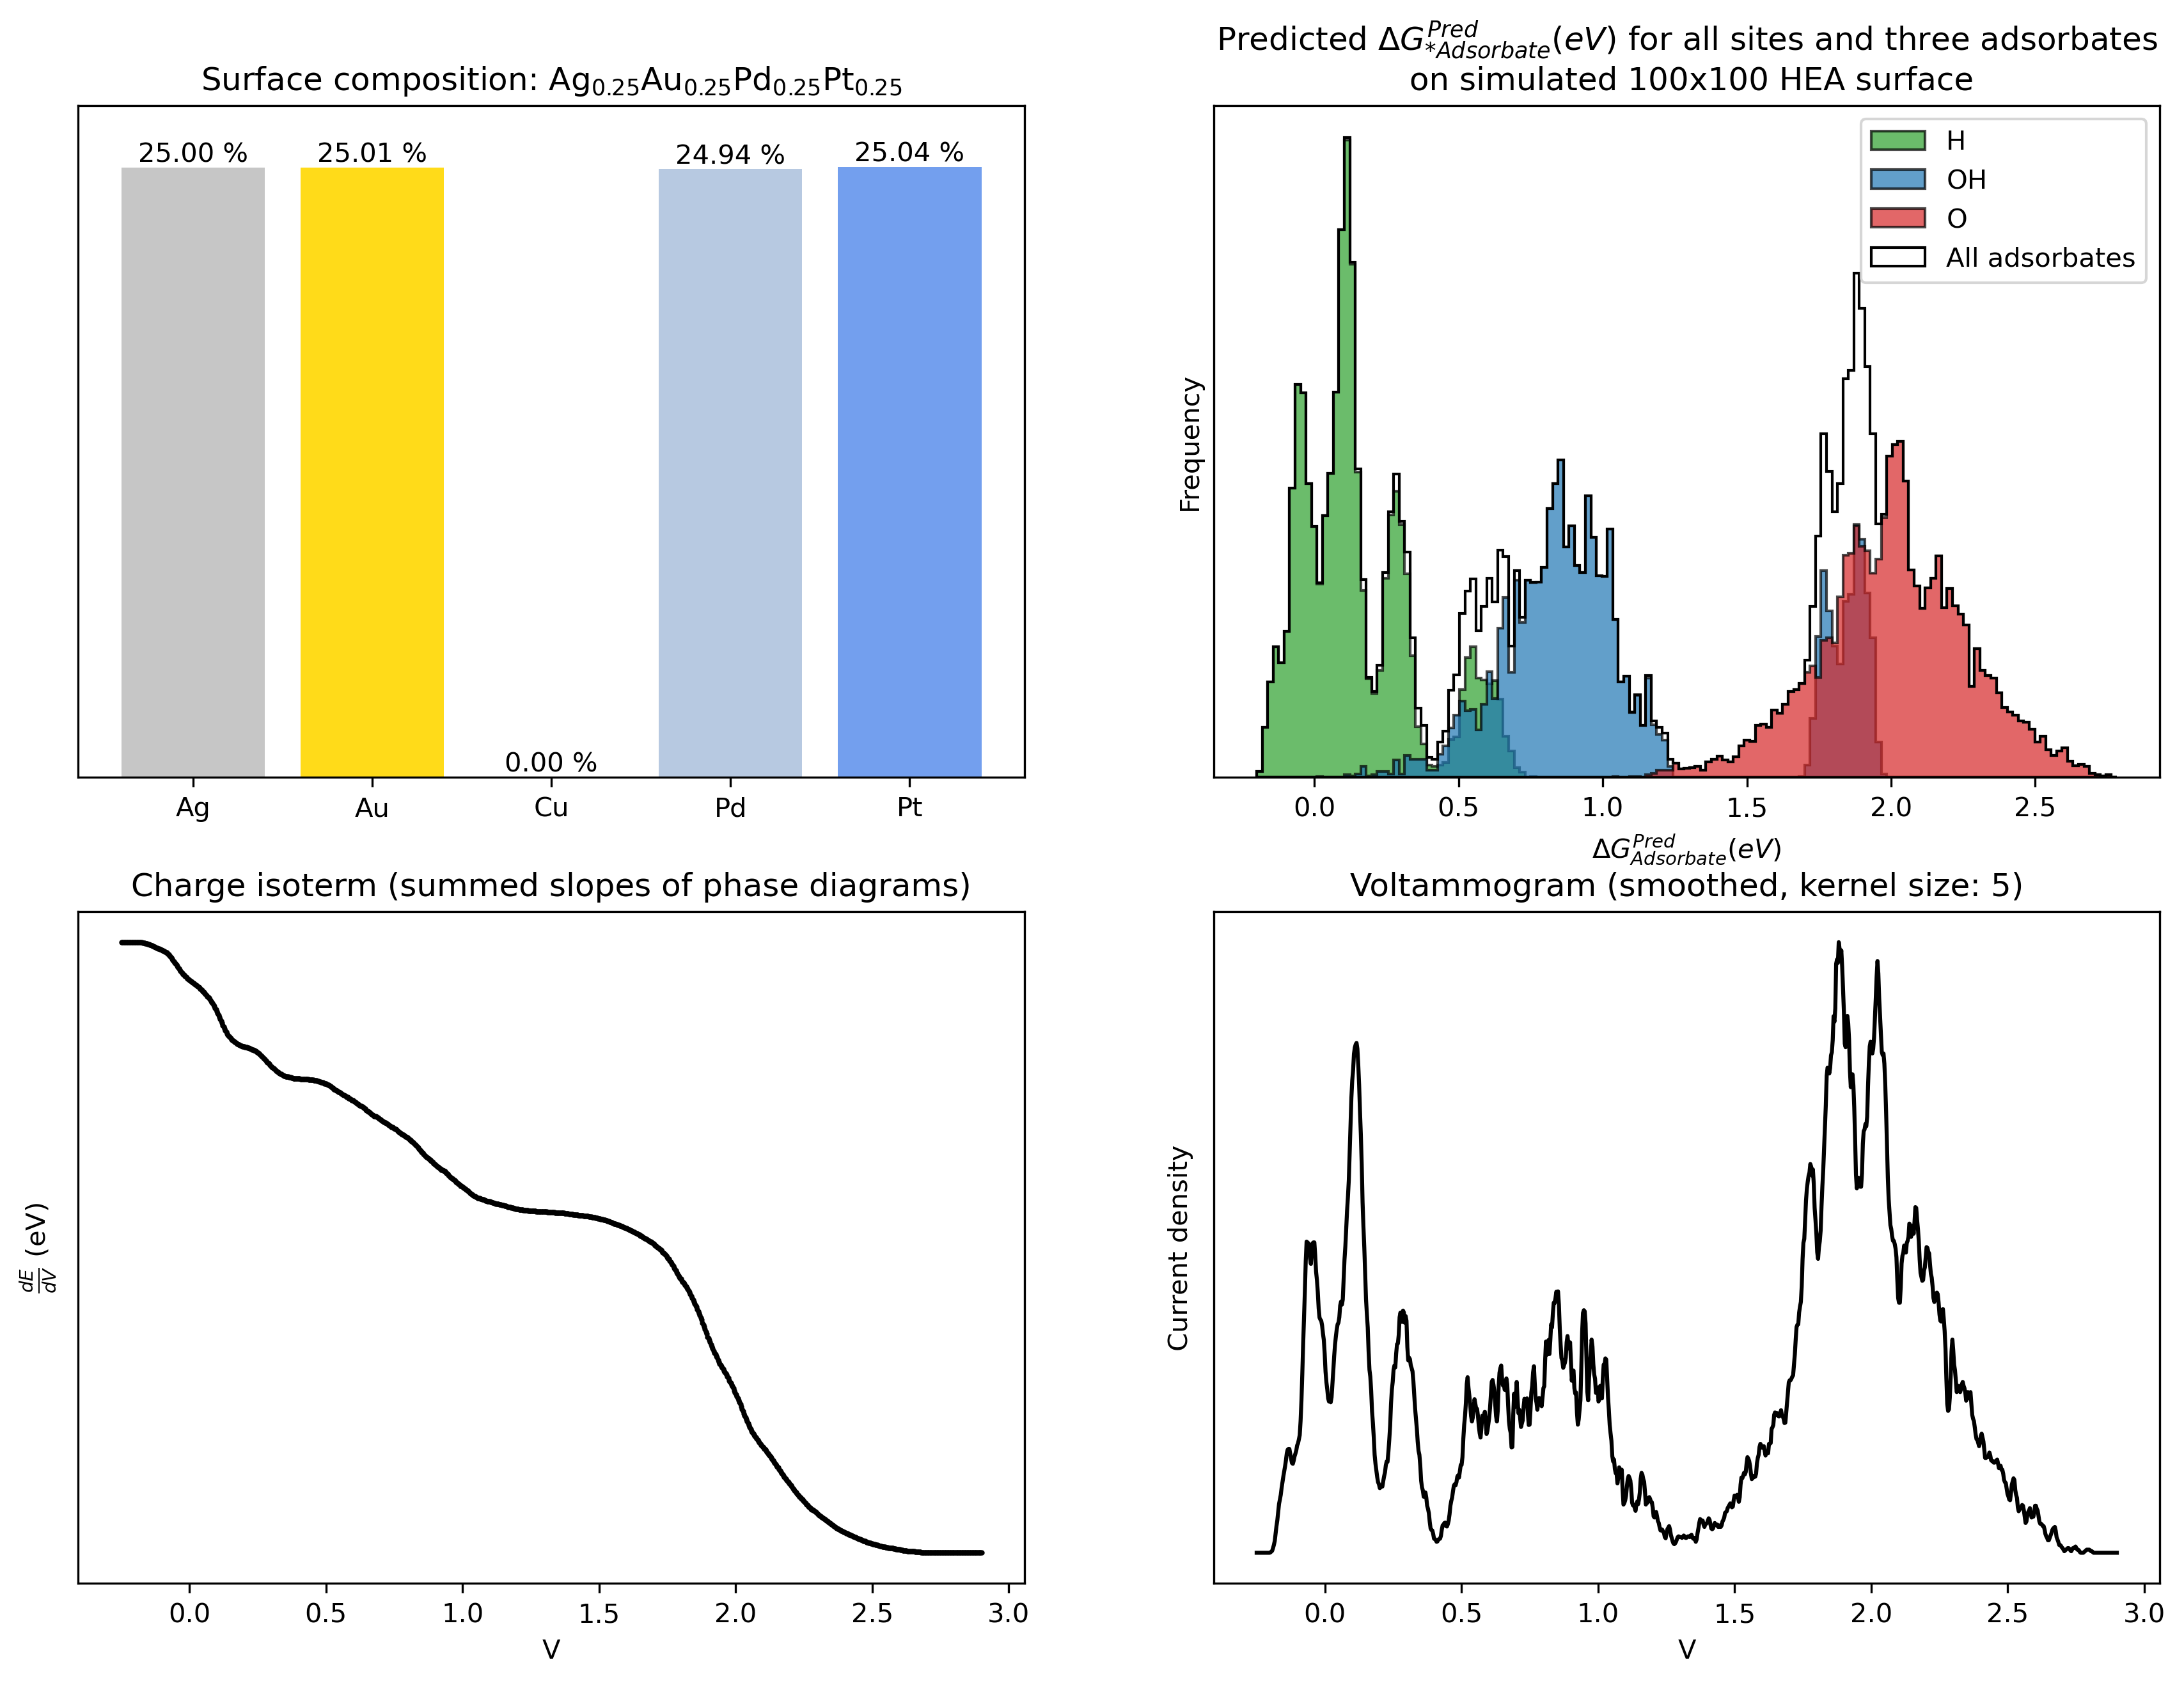 Surface composition: Ag0.25Au0.25Pd0.25Pt0.25
25.00 %
25.01 %
0.00 %
24.94 %
25.04 %
Ag
Au
Cu
Pd
Pt
Predicted ΔG^{Pred}_{*Adsorbate}(eV) for all sites and three adsorbates
on simulated 100x100 HEA surface
Frequency
H
OH
O
All adsorbates
0.0 0.5 1.0 1.5 2.0 2.5
ΔG^{Pred}_{Adsorbate}(eV)
Charge isoterm (summed slopes of phase diagrams)
dE/dV (eV)
0.0 0.5 1.0 1.5 2.0 2.5 3.0
V
Voltammogram (smoothed, kernel size: 5)
Current density
0.0 0.5 1.0 1.5 2.0 2.5 3.0
V